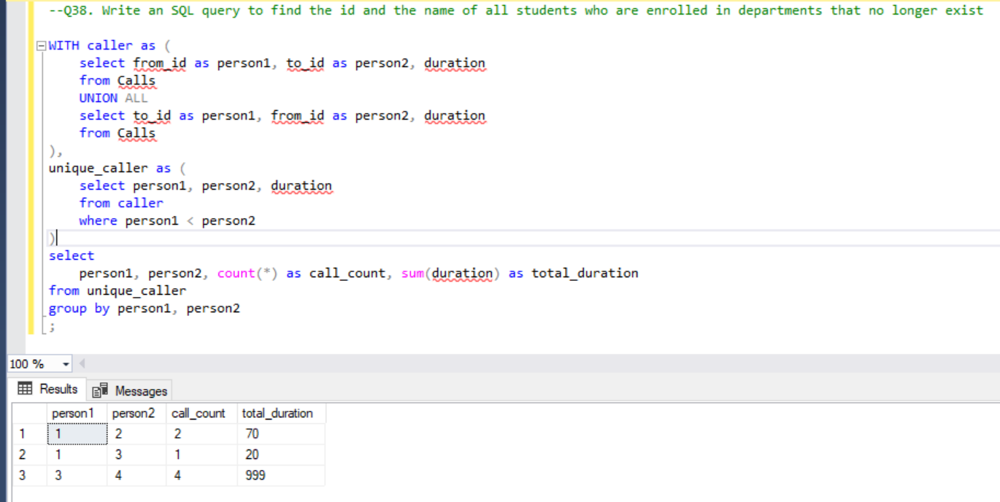 --Q38. Write an SQL query to find the id and the name of all students who are enrolled in departments that no longer exist
WITH caller as (
select from_id as person1, to_id as person2, duration
from Calls
UNION ALL
select to_id as person1, from_id as person2, duration
from Calls
),
unique_caller as (
select person1, person2, duration
from caller
where person1 < person2
)
select
person1, person2, count(*) as call_count, sum(duration) as total_duration
from unique_caller
group by person1, person2
;
100 %
Results Messages
person1 person2 call_count total_duration
1 1 2 2 70
2 1 3 1 20
3 3 4 4 999